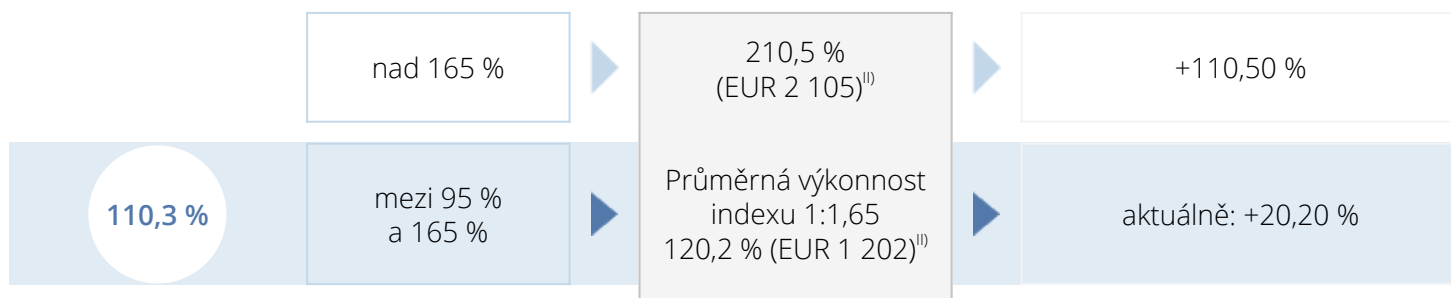 nad 165 %
210,5 %
(EUR 2 105)II)
+110,50 %
110,3 %
mezi 95 %
a 165 %
Průměrná výkonnost
indexu 1:1,65
120,2 % (EUR 1 202)II)
aktuálně: +20,20 %